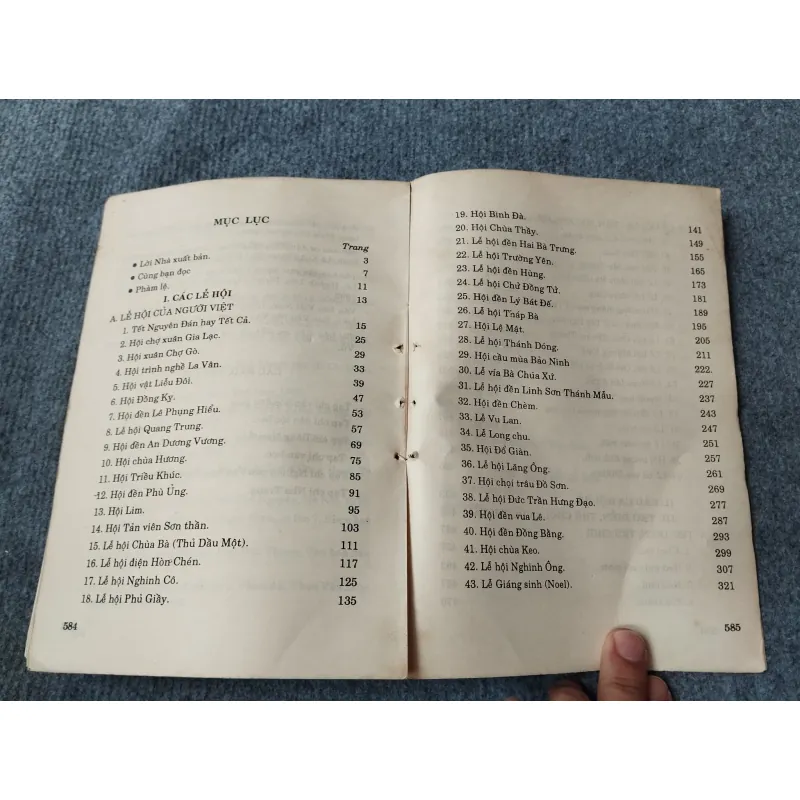 MỤC LỤC
Trang
• Lời Nhà xuất bản. 3
• Cùng bạn đọc 7
• Phàm lệ. 11
I. CÁC LỄ HỘI
A. LỄ HỘI CỦA NGƯỜI VIỆT 13
1. Tết Nguyên Đán hay Tết Cả. 15
2. Hội chợ xuân Gia Lạc. 25
3. Hội xuân Chợ Gò. 29
4. Hội trình nghề La Vân. 33
5. Hội vật Liễu Đôi. 39
6. Hội Đồng Kỵ. 47
7. Hội đền Lê Phụng Hiểu. 53
8. Lễ hội Quang Trung. 57
9. Hội đền An Dương Vương. 69
10. Hội chùa Hương. 75
11. Hội Triều Khúc. 85
12. Hội đền Phù Ủng. 91
13. Hội Lim. 95
14. Hội Tản viên Sơn thần. 103
15. Lễ hội Chùa Bà (Thủ Dầu Một). 111
16. Lễ hội điện Hòn Chén. 117
17. Lễ hội Nghinh Cô. 125
18. Lễ hội Phủ Giầy. 135
584
19. Hội Bình Đà. 141
20. Hội Chùa Thầy. 149
21. Lễ hội đền Hai Bà Trưng. 155
22. Lễ hội Trường Yên. 165
23. Lễ hội đền Hùng. 173
24. Lễ hội Chử Đồng Tử. 181
25. Hội đền Lý Bát Đế. 189
26. Lễ hội Tháp Bà 195
27. Hội Lệ Mật. 205
28. Lễ hội Thánh Dóng. 211
29. Hội cầu mùa Bảo Ninh 222.
30. Lễ vía Bà Chúa Xứ. 227
31. Lễ hội đền Linh Sơn Thánh Mẫu. 237
32. Hội đền Chèm. 243
33. Lễ Vu Lan. 247
34. Lễ Long chu. 251
35. Hội Đổ Giàn. 257
36. Lễ hội Lăng Ông. 261
37. Hội chọi trâu Đồ Sơn. 269
38. Lễ hội Đức Trần Hưng Đạo. 277
39. Hội đền vua Lê. 287
40. Hội đền Đồng Bằng. 293
41. Hội chùa Keo. 299
42. Lễ hội Nghinh Ông. 307
43. Lễ Giáng sinh (Noel). 321
585